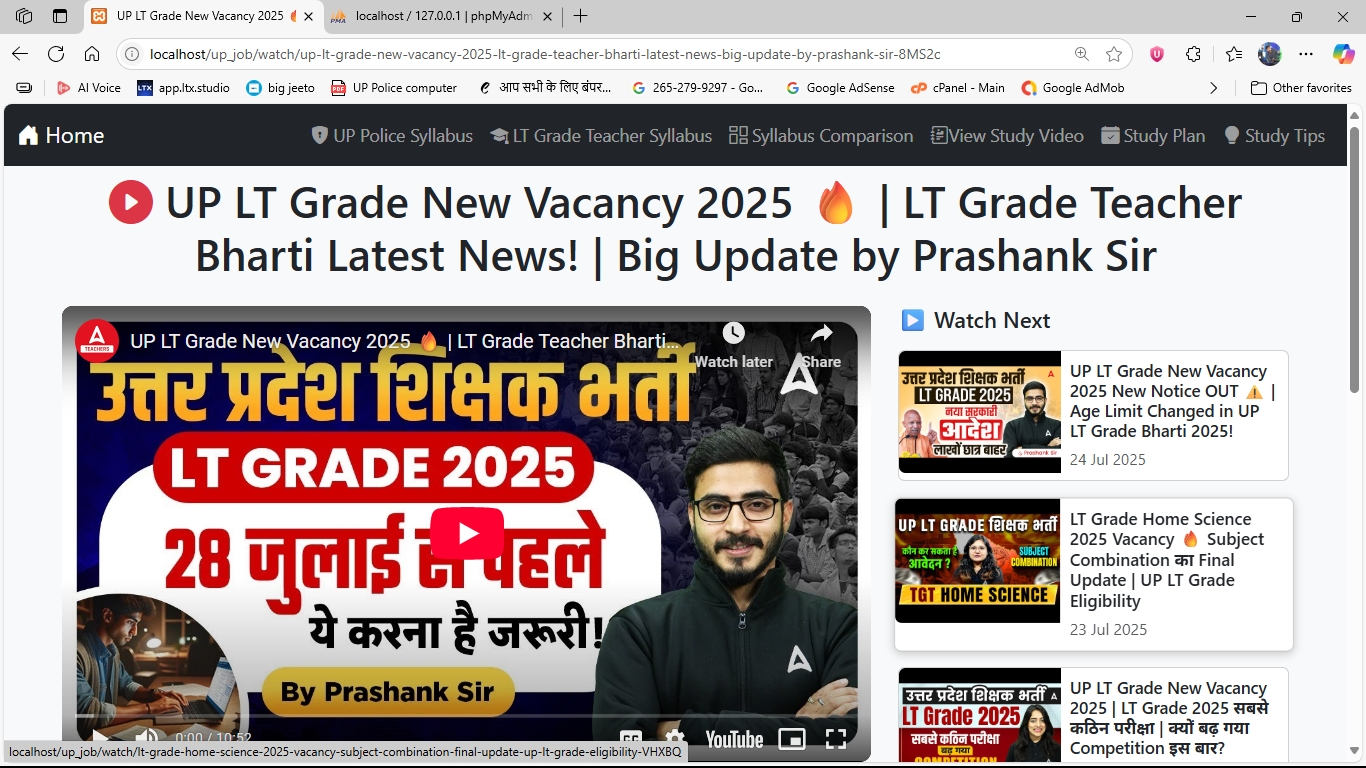 UP LT Grade New Vacancy 2025 🔥
localhost / 127.0.0.1 | phpMyAdm
localhost/up_job/watch/up-lt-grade-new-vacancy-2025-lt-grade-teacher-bharti-latest-news-big-update-by-prashank-sir-8MS2c
AI Voice
LTX app.ltx.studio
big jeeto
PDF UP Police computer
आप सभी के लिए बंपर...
265-279-9297 - Go...
Google AdSense
cPanel - Main
Google AdMob
Other favorites
Home
UP Police Syllabus
LT Grade Teacher Syllabus
Syllabus Comparison
View Study Video
Study Plan
Study Tips
UP LT Grade New Vacancy 2025 🔥 | LT Grade Teacher
Bharti Latest News! | Big Update by Prashank Sir
A TEACHERS
UP LT Grade New Vacancy 2025 🔥 | LT Grade Teacher Bharti...
Watch later
Share
उत्तर प्रदेश शिक्षक भर्ती
LT GRADE 2025
28 जुलाई से पहले
ये करना है जरूरी!
By Prashank Sir
0:00 / 10:52
YouTube
localhost/up_job/watch/lt-grade-home-science-2025-vacancy-subject-combination-final-update-up-lt-grade-eligibility-VHXBQ
Watch Next
उत्तर प्रदेश शिक्षक भर्ती
LT GRADE 2025
नया सरकारी
आदेश
लाखों छात्र बाहर
Prashank Sir
UP LT Grade New Vacancy
2025 New Notice OUT ⚠️ |
Age Limit Changed in UP
LT Grade Bharti 2025!
24 Jul 2025
UP LT GRADE शिक्षक भर्ती
कौन कर सकता है
आवेदन ?
SUBJECT
COMBINATION
TGT HOME SCIENCE
LT Grade Home Science
2025 Vacancy 🔥 Subject
Combination का Final
Update | UP LT Grade
Eligibility
23 Jul 2025
उत्तर प्रदेश शिक्षक भर्ती
LT Grade 2025
सबसे कठिन परीक्षा
बढ़ गया
COMPETITION
UP LT Grade New Vacancy
2025 | LT Grade 2025 सबसे
कठिन परीक्षा | क्यों बढ़ गया
Competition इस बार?